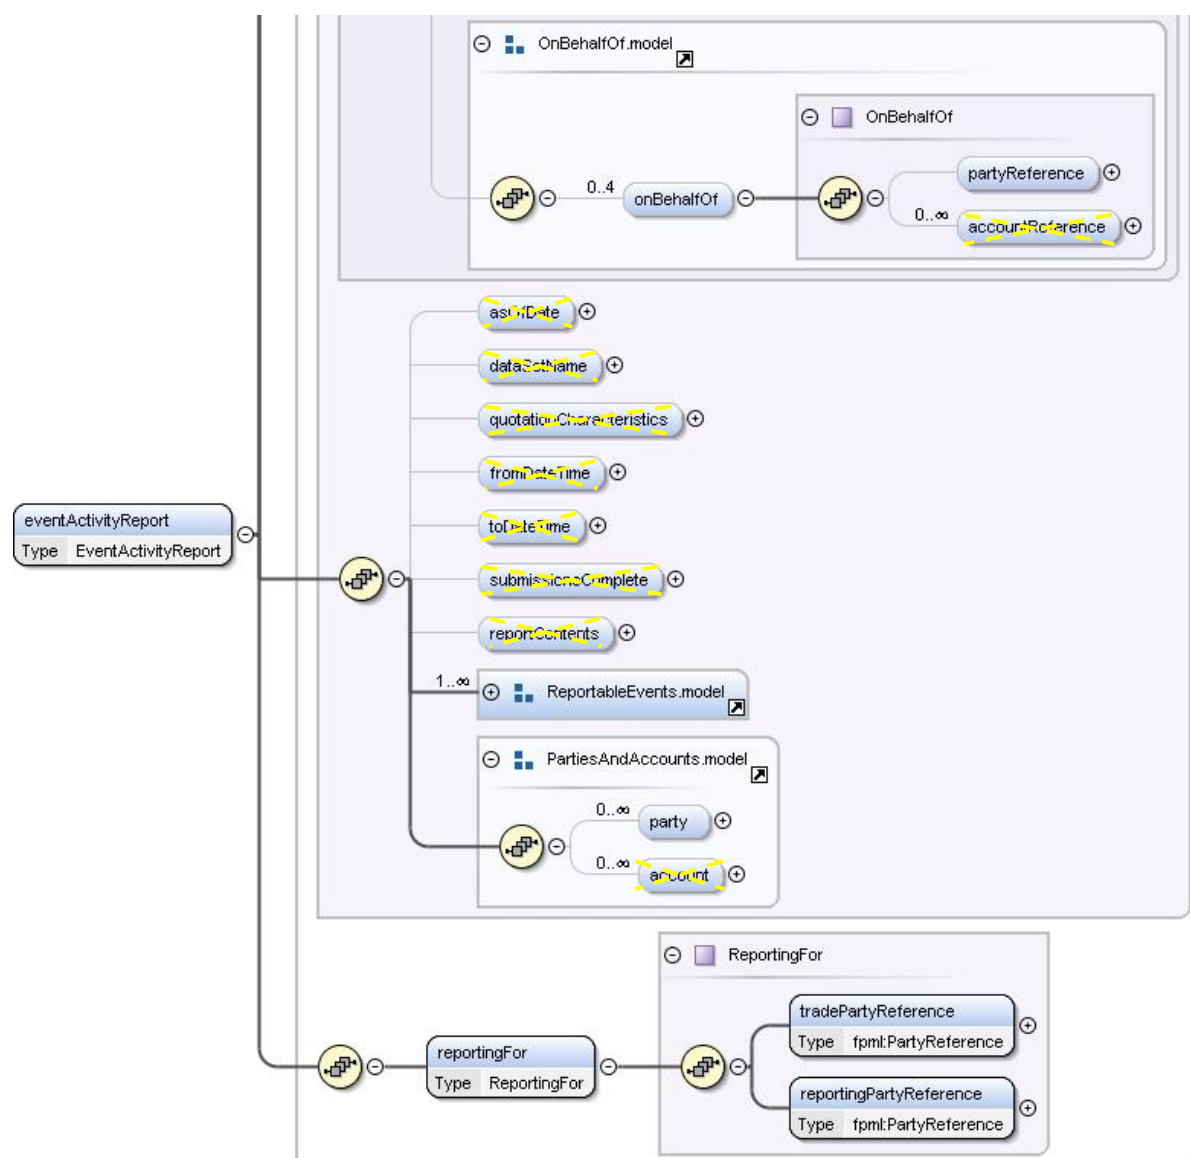 OnBehalfOf.model
OnBehalfOf
partyReference
0..4
onBehalfOf
0..∞
accountReference
asOfDate
dataSetName
quotationCharacteristics
fromDateTime
eventActivityReport
Type EventActivityReport
toDateTime
submissionsComplete
reportContents
1..∞
ReportableEvents.model
PartiesAndAccounts.model
0..∞
party
0..∞
account
ReportingFor
tradePartyReference
Type fpml:PartyReference
reportingFor
Type ReportingFor
reportingPartyReference
Type fpml:PartyReference